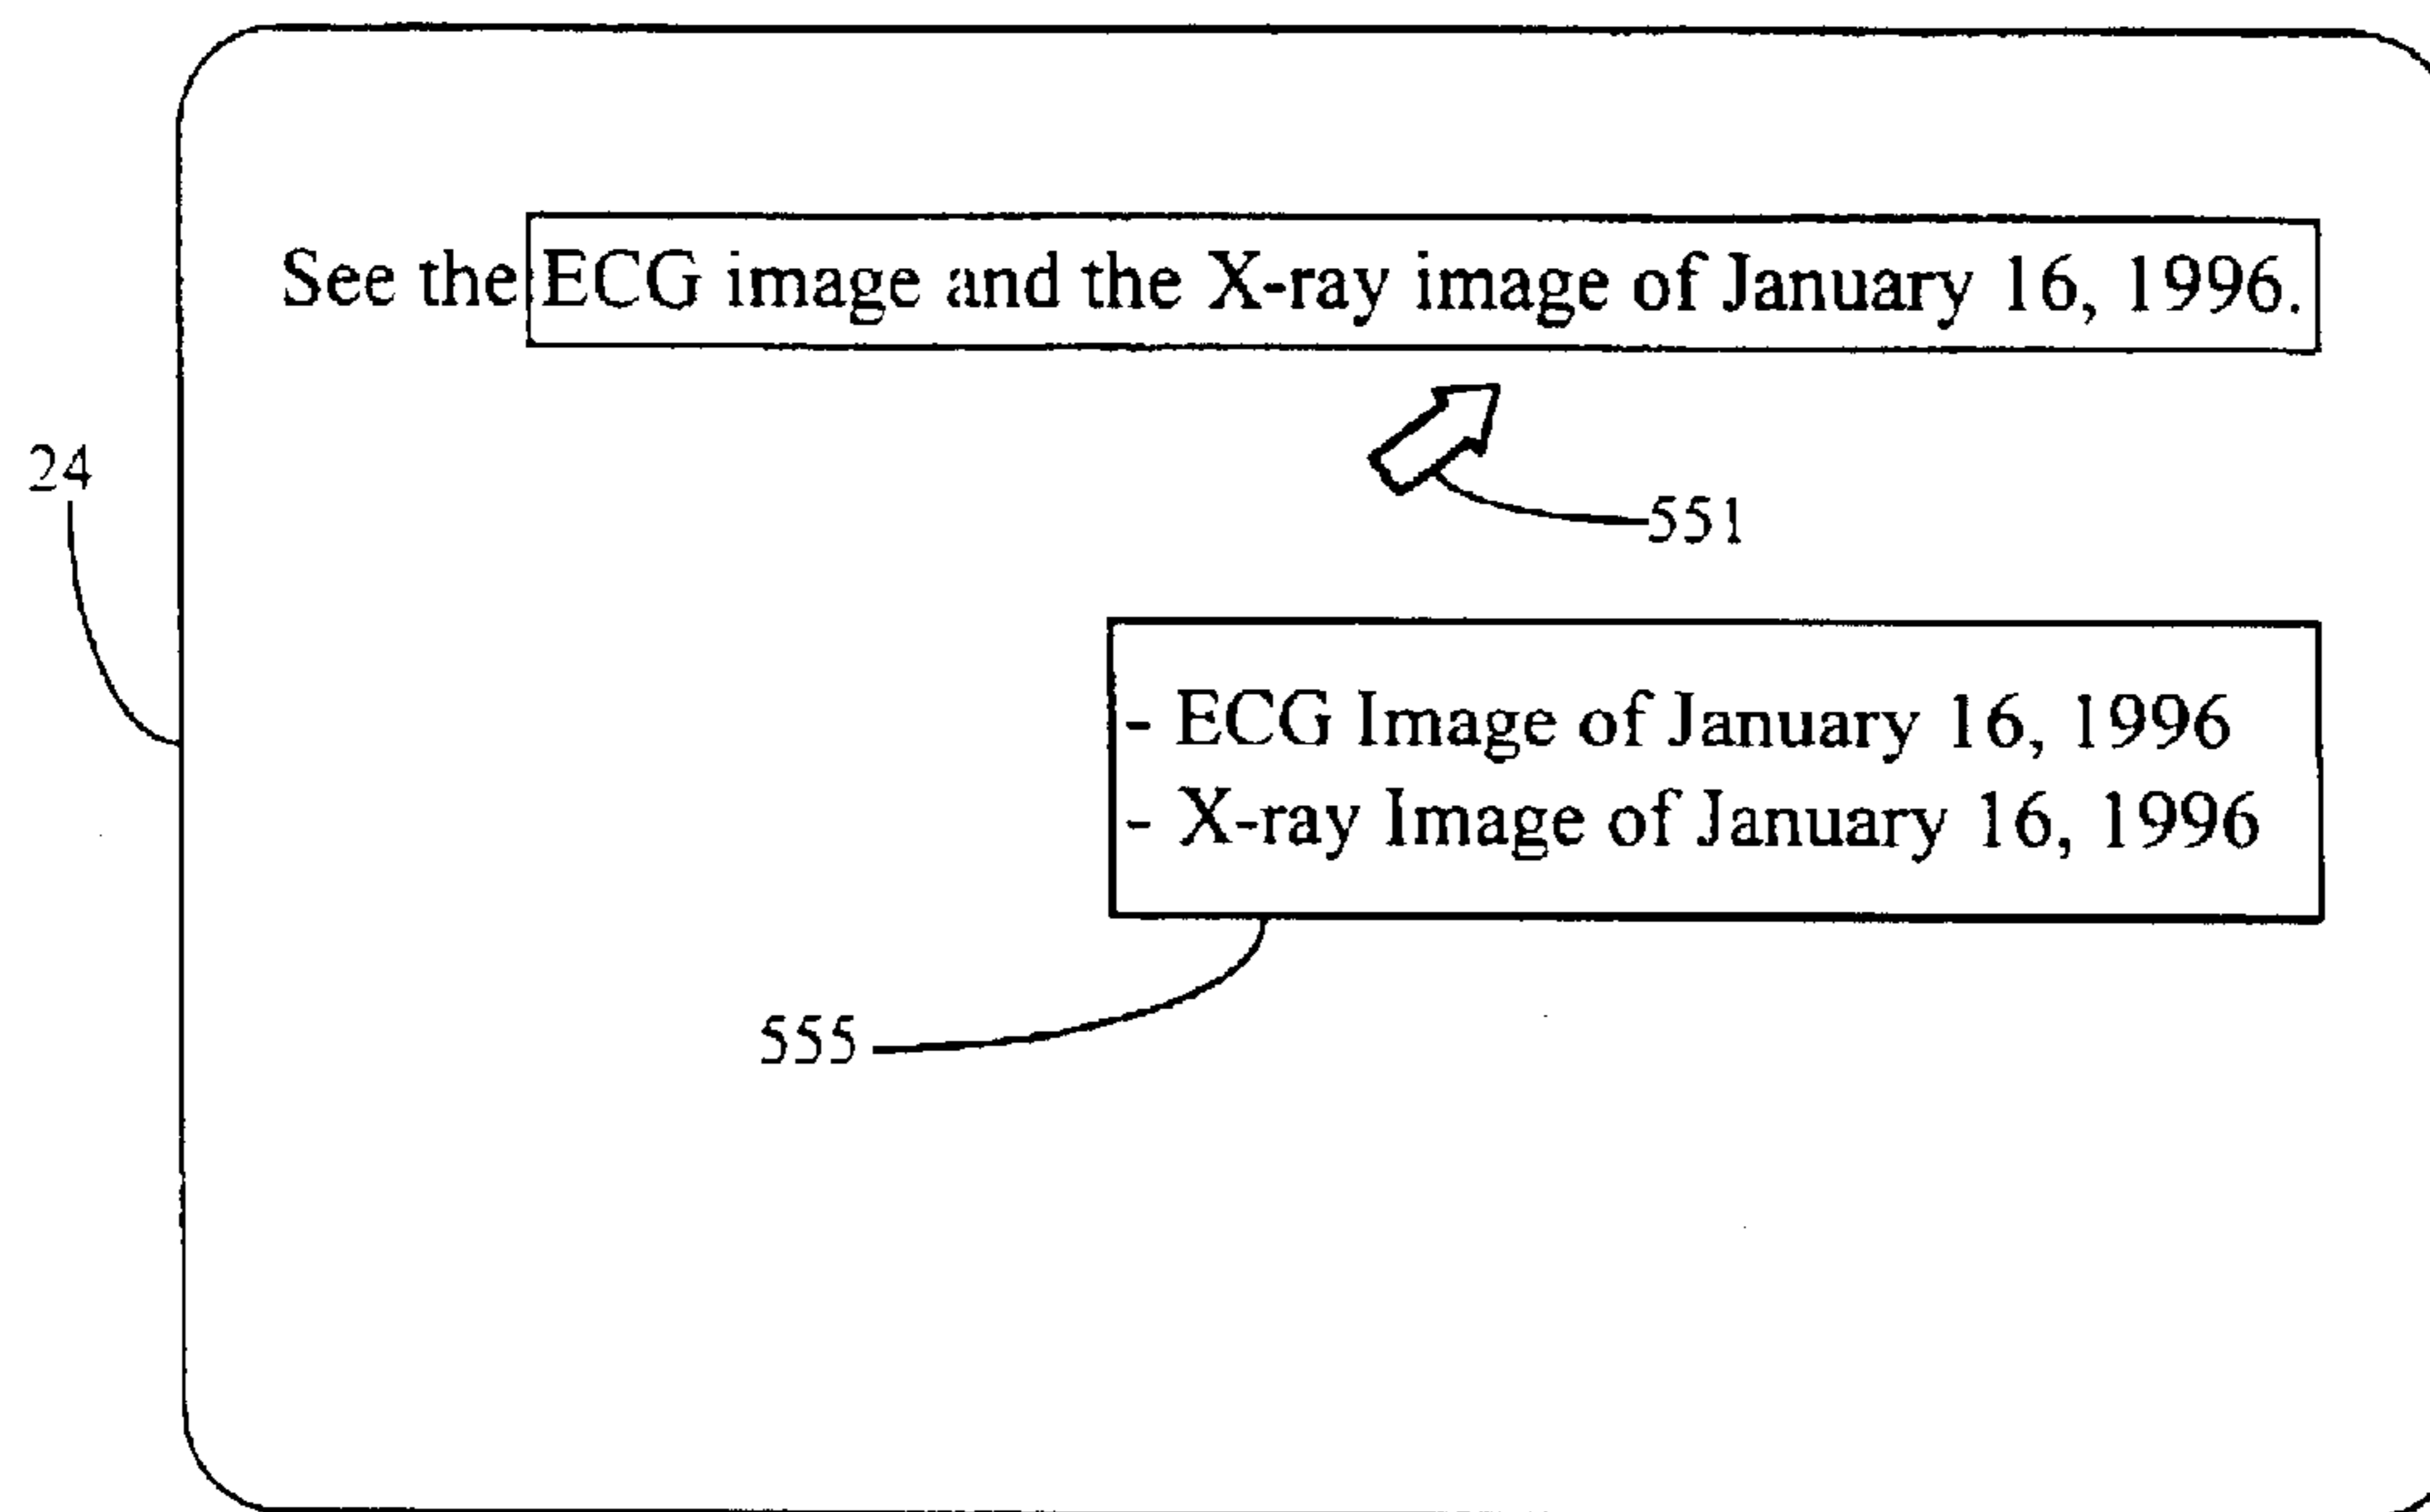 See the ECG image and the X-ray image of January 16, 1996.
24
551
- ECG Image of January 16, 1996
- X-ray Image of January 16, 1996
555